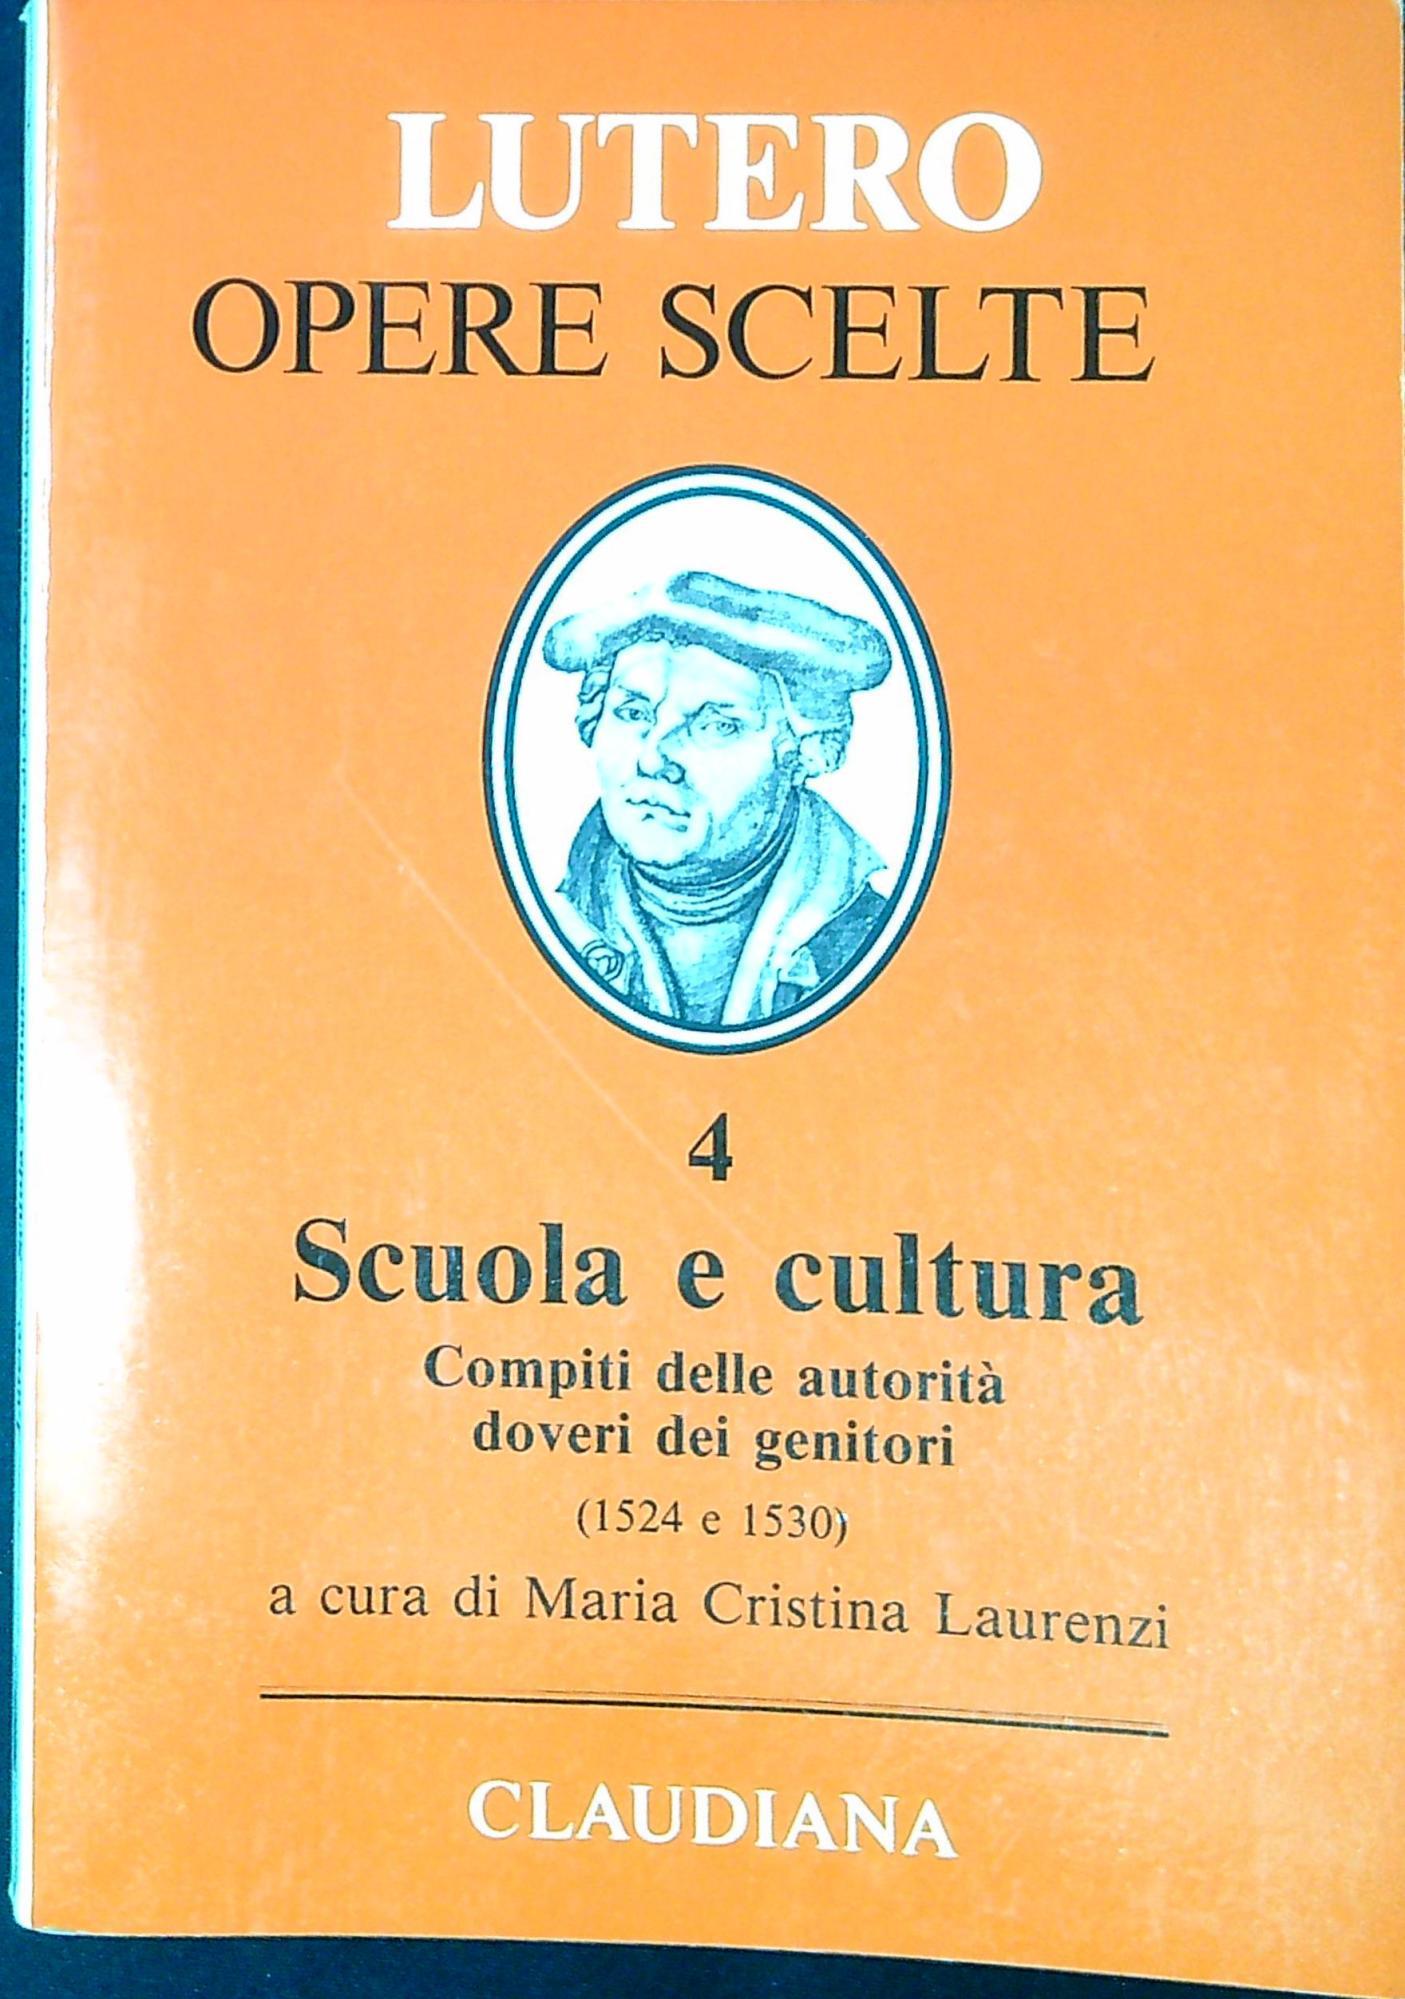 LUTERO
OPERE SCELTE
4
Scuola e cultura
Compiti delle autorità
doveri dei genitori
(1524 e 1530)
a cura di Maria Cristina Laurenzi
CLAUDIANA